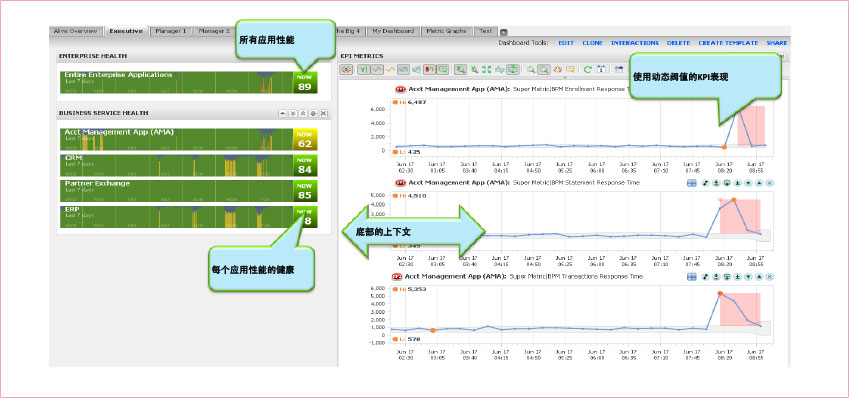 Alive Overview Executive Manager 1 Manager 2 The Big 4 My Dashboard Metric Graphs Test
Dashboard Tools: EDIT CLONE INTERACTIONS DELETE CREATE TEMPLATE SHARE
所有应用性能
ENTERPRISE HEALTH
Entire Enterprise Applications
Last 7 days
NOW
89
BUSINESS SERVICE HEALTH
Acct Management App (AMA)
Last 7 days
NOW
62
CRM
Last 7 days
NOW
84
Partner Exchange
Last 7 days
NOW
85
ERP
Last 7 days
NOW
8
每个应用性能的健康
底部的上下文
KPI METRICS
使用动态阀值的KPI表现
Acct Management App (AMA): Super Metric|BPM Enrollment Response
Hi 6,487
6,000
4,000
2,000
0
Lo 435
Jun 17 Jun 17 Jun 17 Jun 17 Jun 17 Jun 17 Jun 17 Jun 17 Jun 17 Jun 17 Jun 17 Jun 17
02:30 03:05 03:40 04:15 04:50 05:25 06:00 06:35 07:10 07:45 08:20 08:55
Acct Management App (AMA): Super Metric|BPM Statement Response Time
5,000
Hi 4,510
4,000
3,000
Lo 345
Jun 17 Jun 17 Jun 17 Jun 17 Jun 17 Jun 17 Jun 17 Jun 17 Jun 17 Jun 17 Jun 17 Jun 17
02:30 03:05 03:40 04:15 04:50 05:25 06:00 06:35 07:10 07:45 08:20 08:55
Acct Management App (AMA): Super Metric|BPM Transactions Response Time
6,000
Hi 5,353
5,000
4,000
3,000
2,000
1,000
0
Lo 578
-1,000
Jun 17 Jun 17 Jun 17 Jun 17 Jun 17 Jun 17 Jun 17 Jun 17 Jun 17 Jun 17 Jun 17 Jun 17
02:30 03:05 03:40 04:15 04:50 05:25 06:00 06:35 07:10 07:45 08:20 08:55